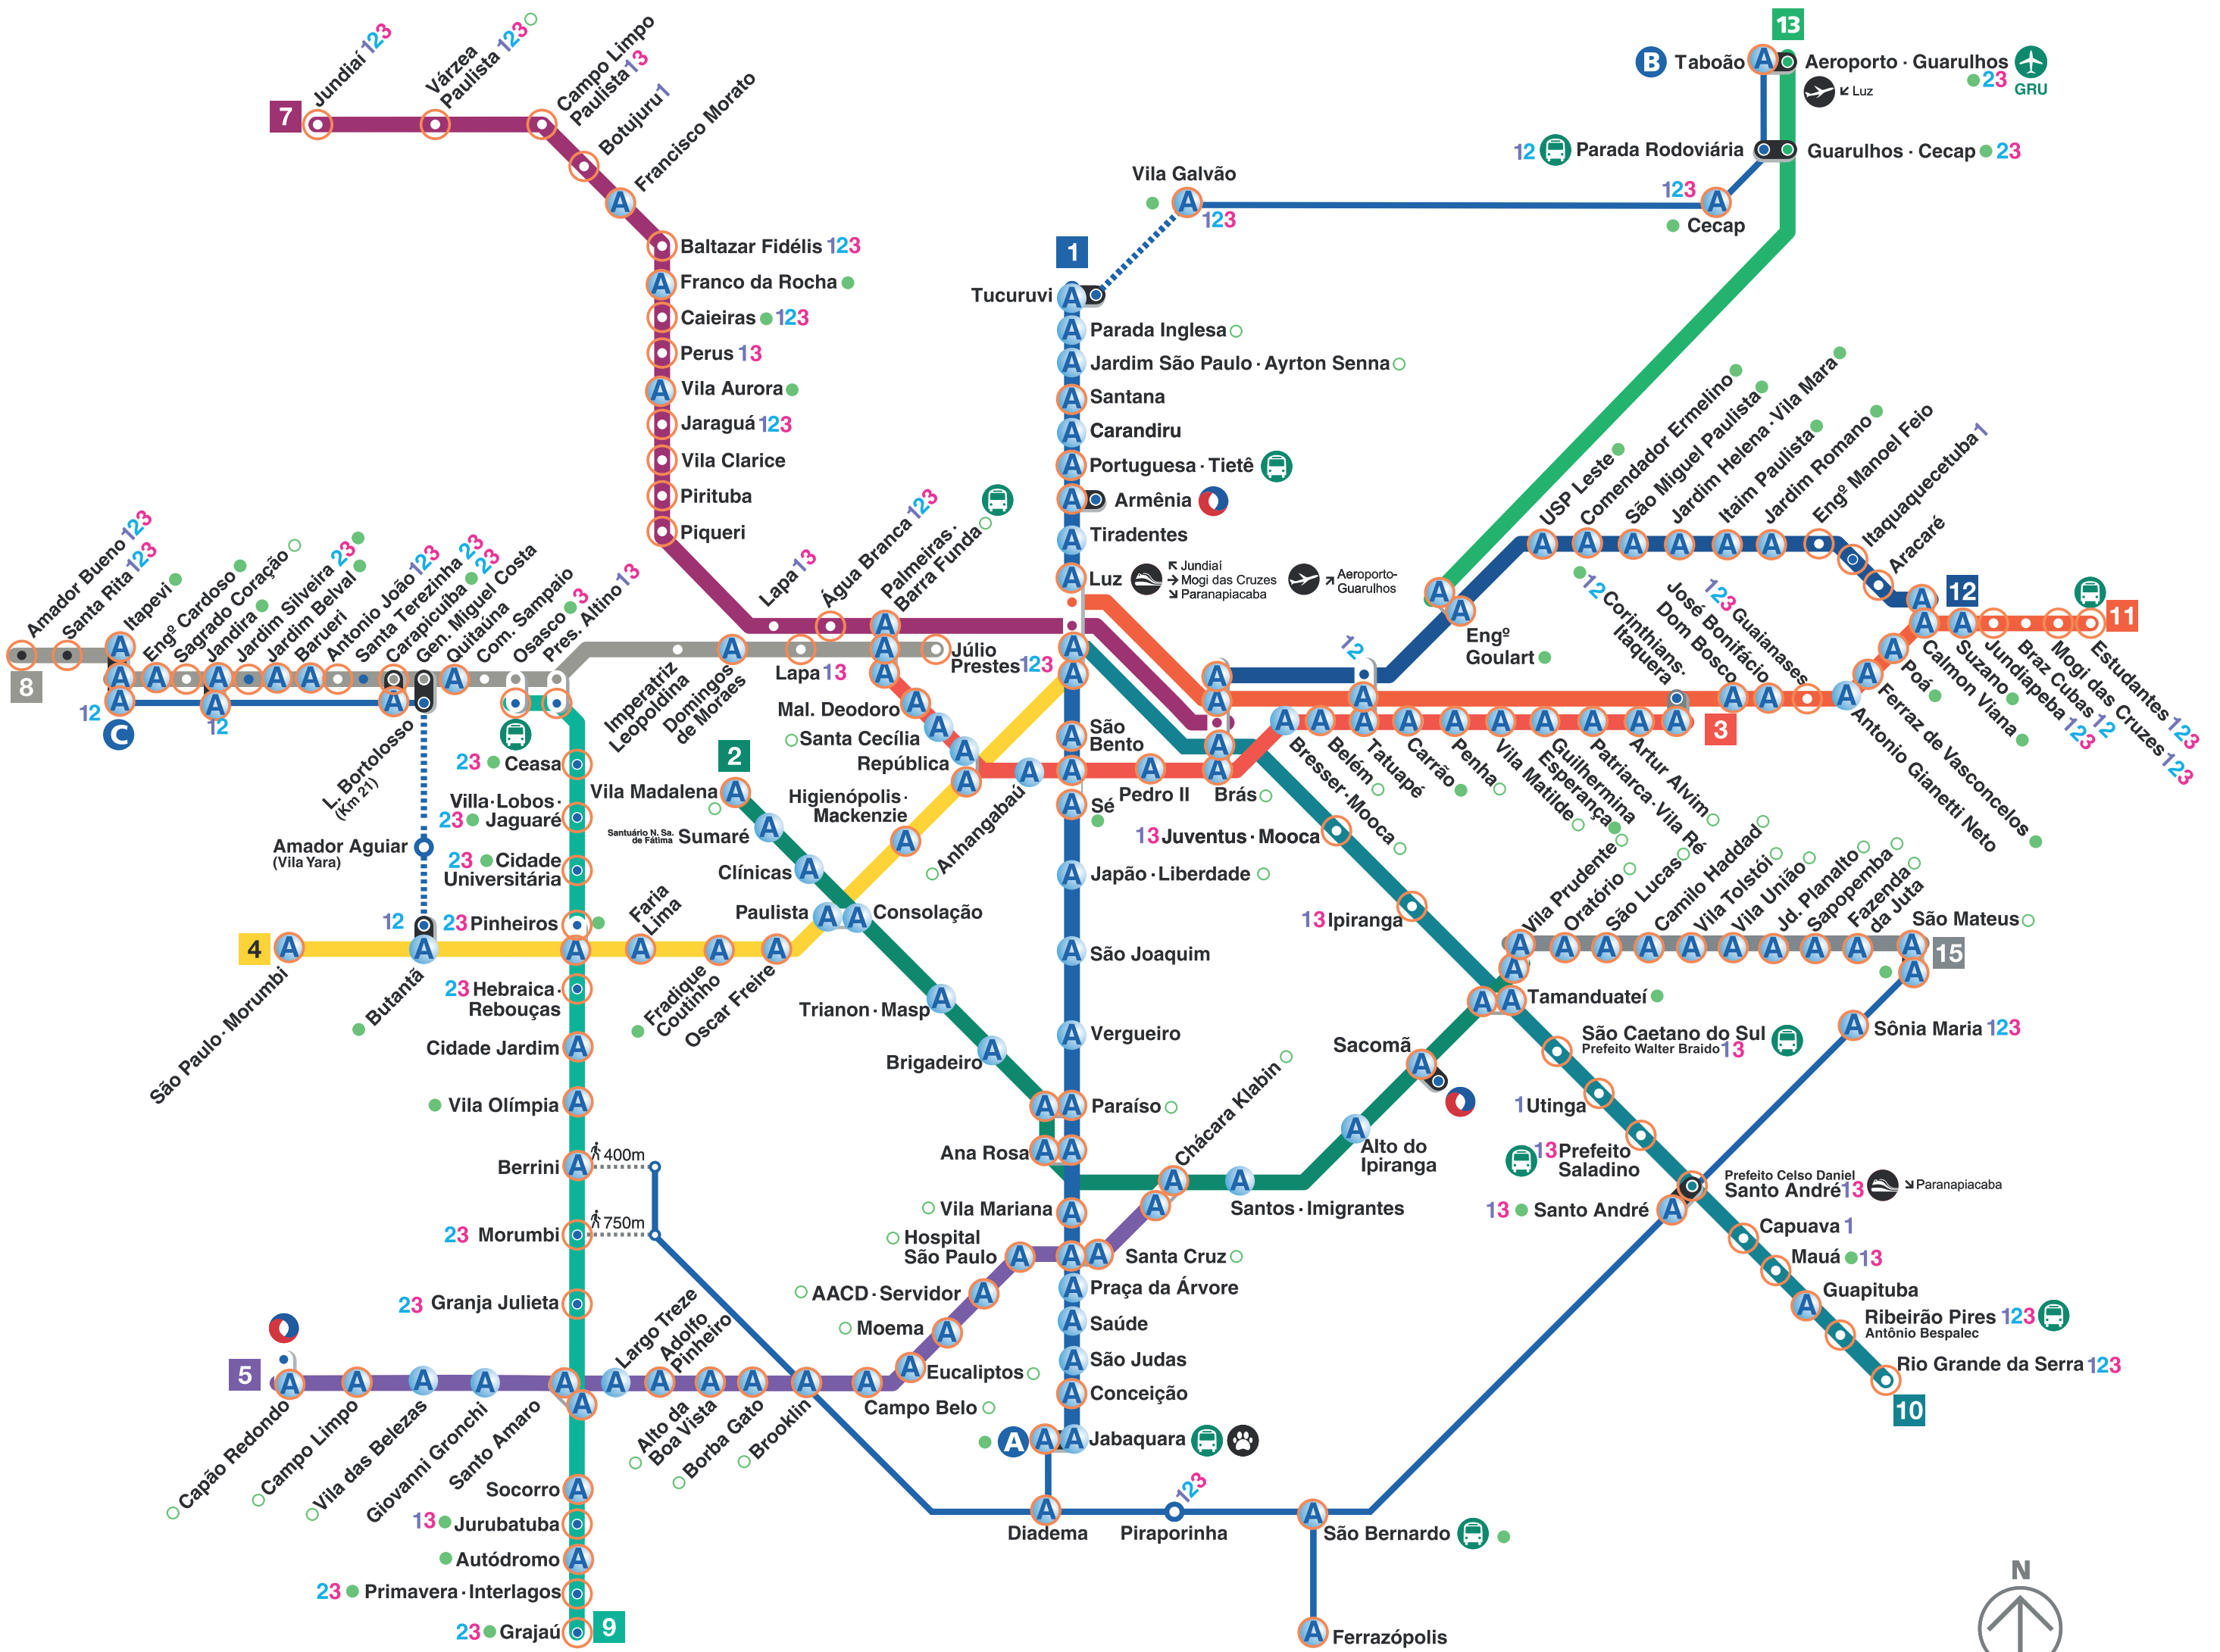 7
Jundiaí 123
Várzea
Paulista 123
Campo Limpo
Paulista 13
Botujuru 1
Francisco Morato
Baltazar Fidélis 123
Franco da Rocha
Caieiras 123
Perus 13
Vila Aurora
Jaraguá 123
Vila Clarice
Pirituba
Piqueri
Lapa 13
Água Branca 123
Palmeiras ·
Barra Funda
13
B Taboão
Aeroporto · Guarulhos
23
GRU
Luz
12 Parada Rodoviária
Guarulhos · Cecap 23
Vila Galvão
123
123
Cecap
1
Tucuruvi
Parada Inglesa
Jardim São Paulo · Ayrton Senna
Santana
Carandiru
Portuguesa · Tietê
Armênia
Tiradentes
Luz
Jundiaí
Mogi das Cruzes
Paranapiacaba
Aeroporto-
Guarulhos
USP Leste
Comendador Ermelino
São Miguel Paulista
Jardim Helena · Vila Mara
Itaim Paulista
Jardim Romano
Engº Manoel Feio
Itaquaquecetuba 1
Aracaré
12
11
Engº
Goulart
12
12 Corinthians-
Itaquera
Dom Bosco
José Bonifácio
123 Guaianases
Antonio Gianetti Neto
Ferraz de Vasconcelos
Poá
Calmon Viana
Suzano
Jundiapeba 123
Braz Cubas 12
Mogi das Cruzes 123
Estudantes 123
Amador Bueno 123
Santa Rita 123
Itapevi
Engº Cardoso
Sagrado Coração
Jandira
Jardim Silveira 23
Jardim Belval
Barueri
Antonio João 123
Santa Terezinha 23
Carapicuíba 23
Gen. Miguel Costa
Quitaúna
Com. Sampaio
Osasco 3
Pres. Altino 13
8
12
C
12
Imperatriz
Leopoldina
Domingos
de Moraes
Lapa 13
Júlio
Prestes 123
Mal. Deodoro
Santa Cecília
República
Anhangabaú
São
Bento
Sé
Pedro II
Brás
Bresser · Mooca
Belém
Tatuapé
Carrão
Penha
Vila Matilde
Guilhermina
Esperança
Patriarca · Vila Ré
Artur Alvim
3
L. Bortolosso
(Km 21)
Amador Aguiar
(Vila Yara)
12
23 Ceasa
Villa-Lobos ·
23 Jaguaré
23 Cidade
Universitária
23 Pinheiros
4
São Paulo · Morumbi
Butantã
Faria
Lima
Fradique
Coutinho
Oscar Freire
Paulista
Higienópolis ·
Mackenzie
2
Vila Madalena
Santuário N. Sa.
de Fátima Sumaré
Clínicas
Consolação
Trianon · Masp
Brigadeiro
23 Hebraica ·
Rebouças
Cidade Jardim
Vila Olímpia
Berrini
400m
23 Morumbi
750m
23 Granja Julieta
Japão · Liberdade
São Joaquim
Vergueiro
Paraíso
Ana Rosa
Vila Mariana
Chácara Klabin
Santos · Imigrantes
Alto do
Ipiranga
Sacomã
Tamanduateí
13 Juventus · Mooca
13 Ipiranga
Vila Prudente
Oratório
São Lucas
Camilo Haddad
Vila Tolstói
Vila União
Jd. Planalto
Sapopemba
Fazenda
da Juta
São Mateus
15
Sônia Maria 123
São Caetano do Sul
Prefeito Walter Braido 13
1 Utinga
13 Prefeito
Saladino
Prefeito Celso Daniel
Santo André 13
Paranapiacaba
13 Santo André
Capuava 1
Mauá 13
Guapituba
Ribeirão Pires 123
Antônio Bespalec
Rio Grande da Serra 123
10
Hospital
São Paulo
Santa Cruz
AACD · Servidor
Moema
Eucaliptos
Campo Belo
Praça da Árvore
Saúde
São Judas
Conceição
A Jabaquara
5
Capão Redondo
Campo Limpo
Vila das Belezas
Giovanni Gronchi
Santo Amaro
Largo Treze
Adolfo
Pinheiro
Alto da
Boa Vista
Borba Gato
Brooklin
Socorro
13 Jurubatuba
Autódromo
23 Primavera · Interlagos
23 Grajaú
9
Diadema
Piraporinha
123
São Bernardo
Ferrazópolis
N